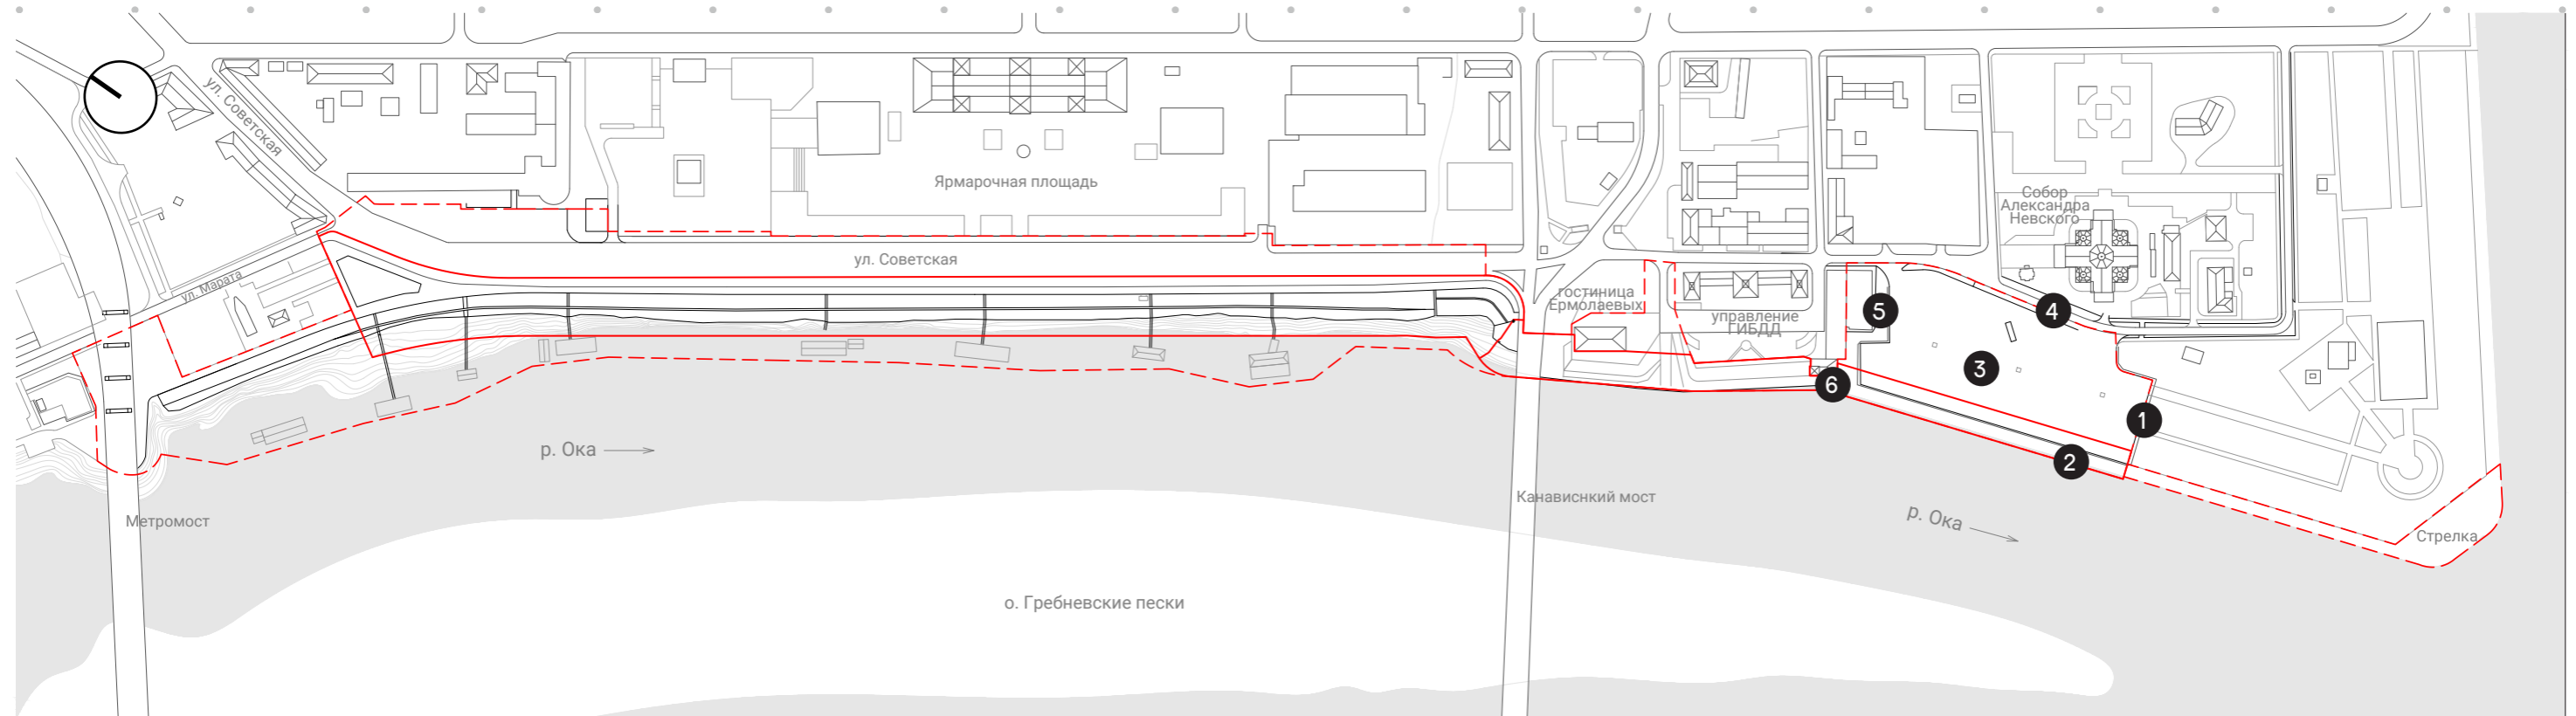 ул. Советская
Ярмарочная площадь
Собор
Александра
Невского
ул. Советская
ул. Марата
гостиница
Ермолаевых
управление
ГИБДД
5
4
3
6
1
2
р. Ока
Канависнкий мост
р. Ока
Метромост
Стрелка
о. Гребневские пески